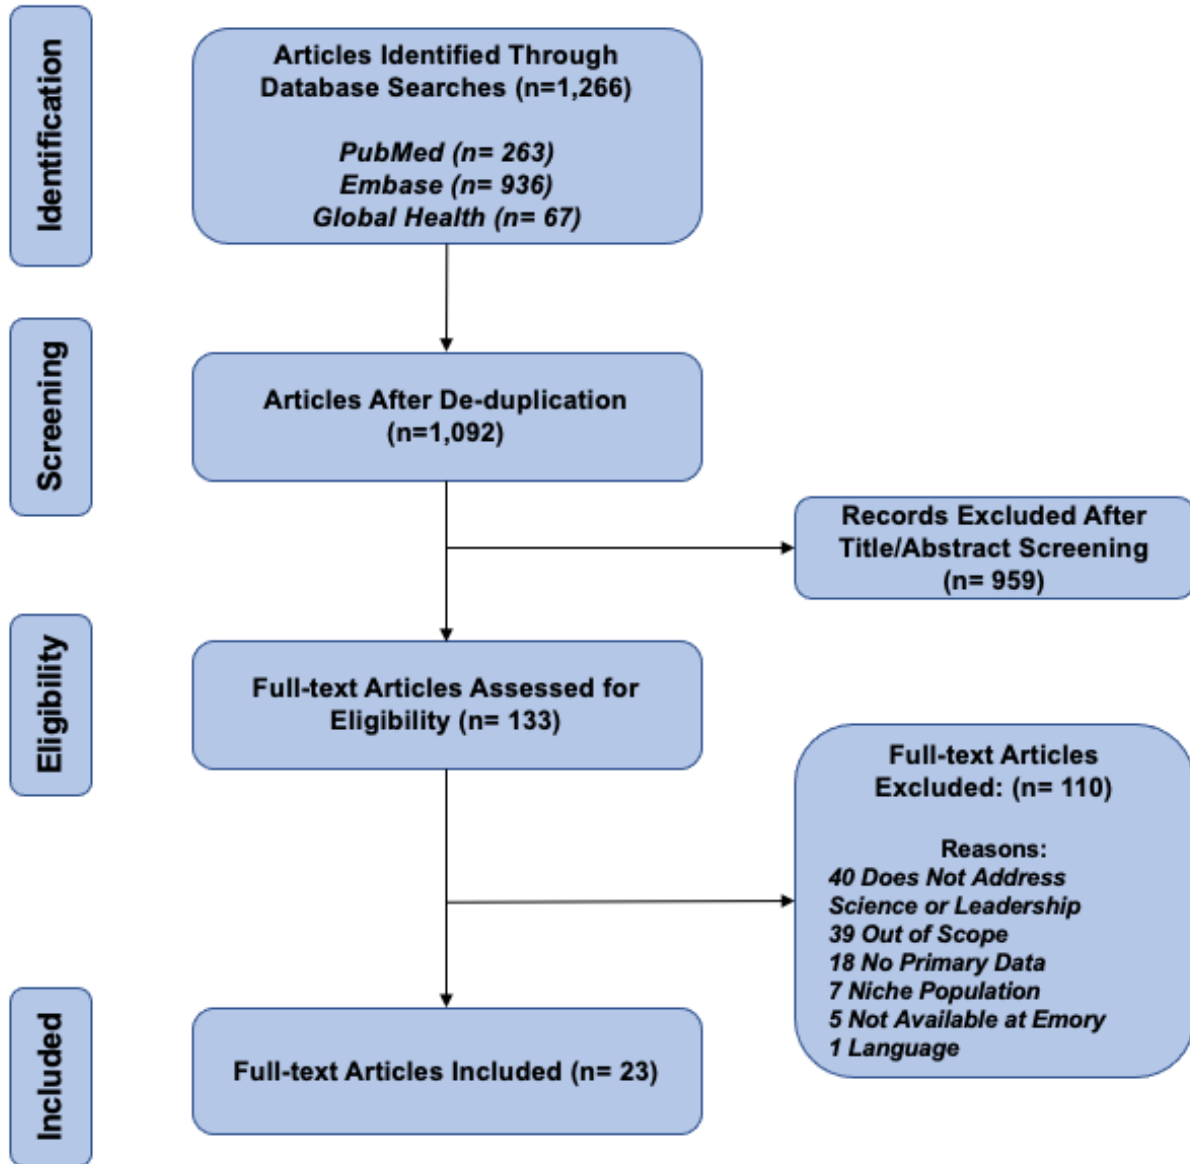 Identification
Articles Identified Through
Database Searches (n=1,266)
PubMed (n= 263)
Embase (n= 936)
Global Health (n= 67)
Screening
Articles After De-duplication
(n=1,092)
Records Excluded After
Title/Abstract Screening
(n= 959)
Eligibility
Full-text Articles Assessed for
Eligibility (n= 133)
Full-text Articles
Excluded: (n= 110)
Reasons:
40 Does Not Address
Science or Leadership
39 Out of Scope
18 No Primary Data
7 Niche Population
5 Not Available at Emory
1 Language
Included
Full-text Articles Included (n= 23)